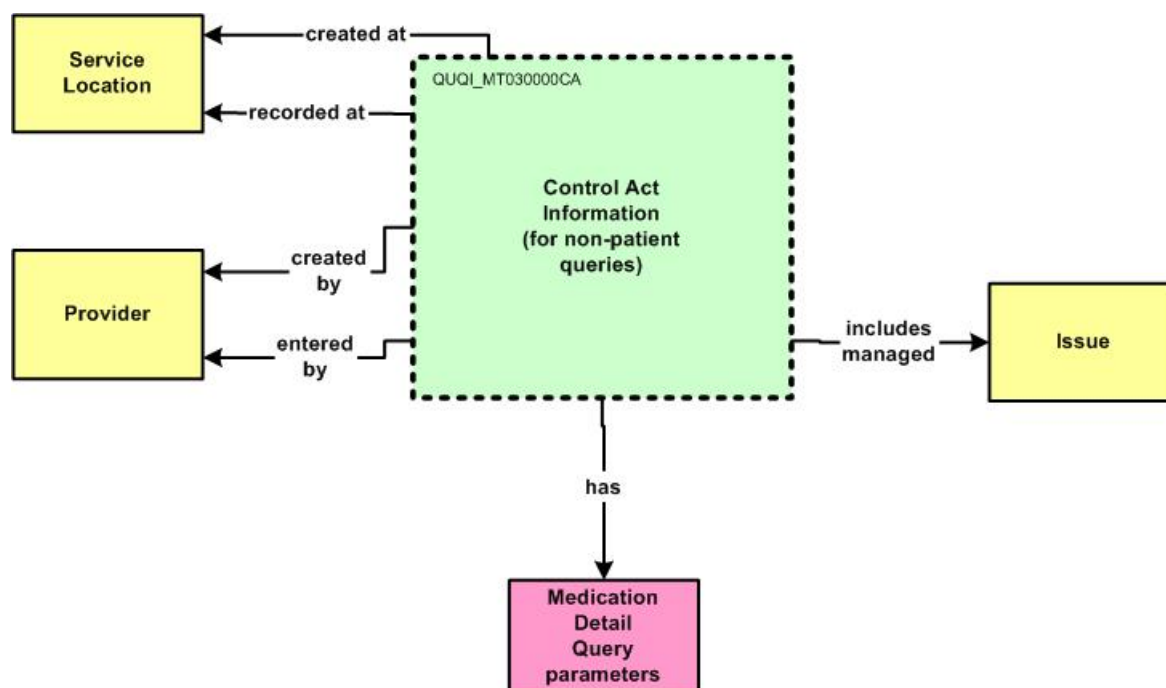 created at
Service
Location
QUQI_MT030000CA
recorded at
Control Act
Information
(for non-patient
queries)
created
by
Provider
entered
by
includes
managed
Issue
has
Medication
Detail
Query
parameters